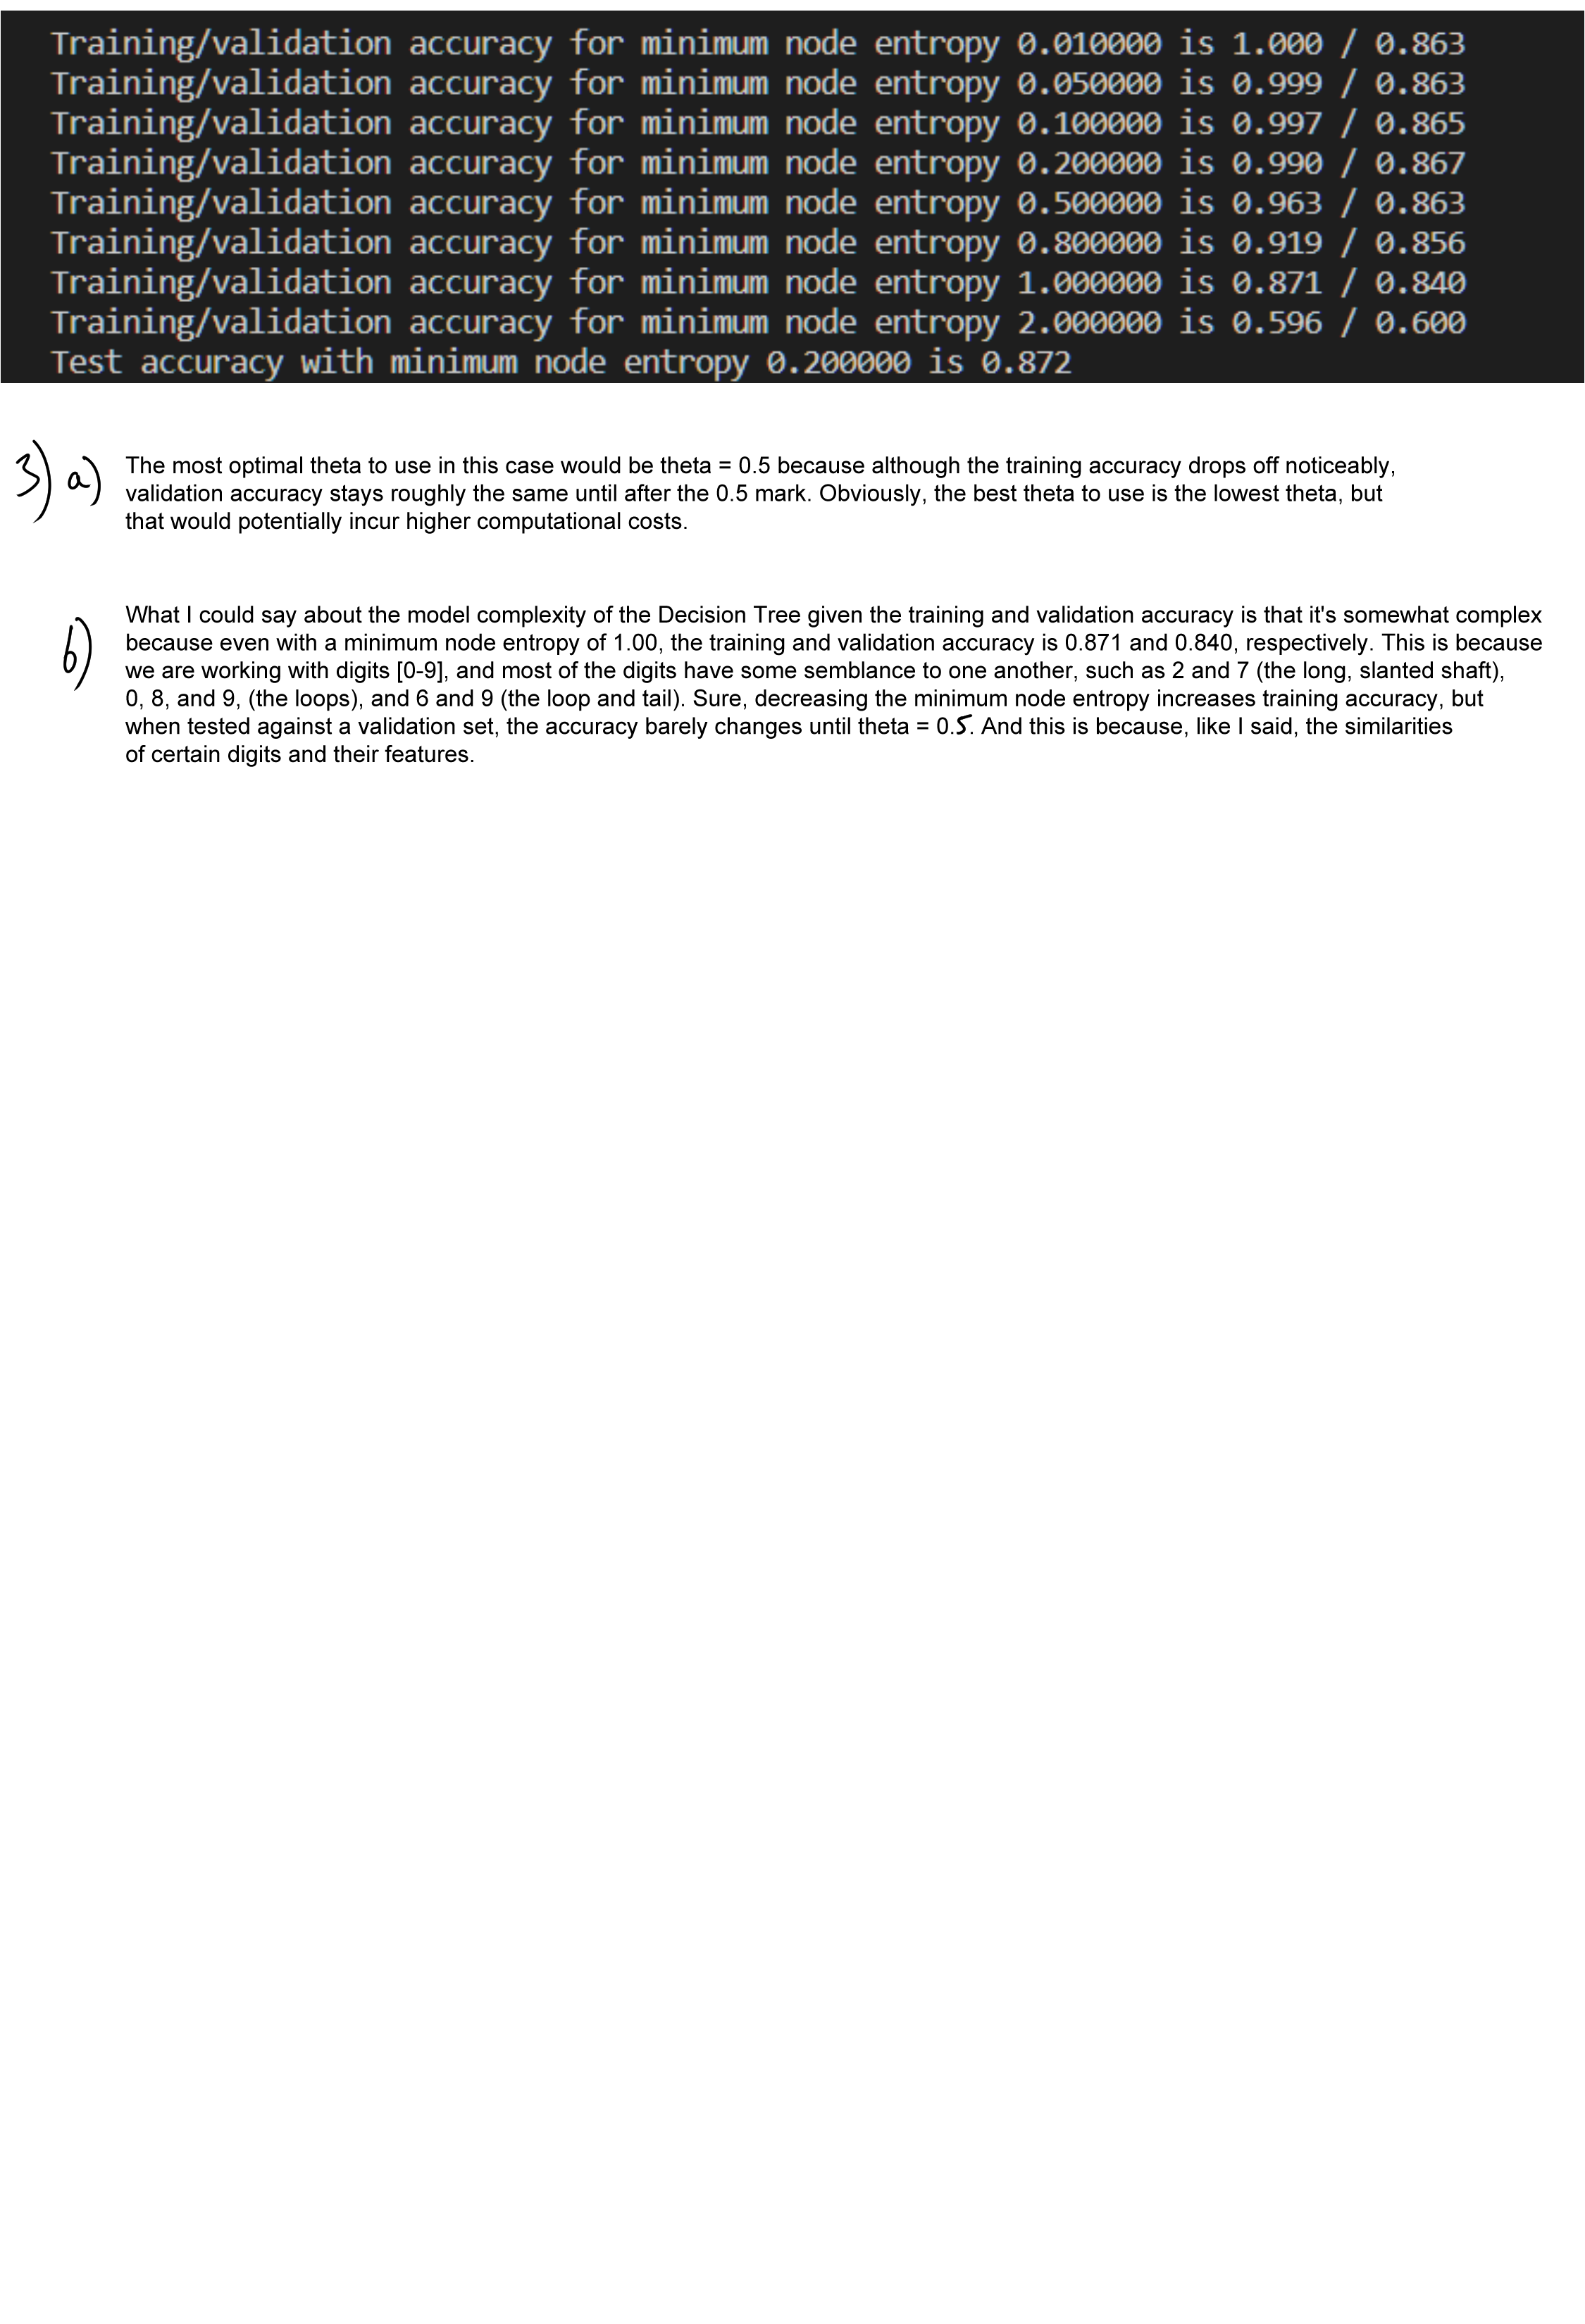 Training/validation accuracy for minimum node entropy 0.010000 is 1.000 / 0.863
Training/validation accuracy for minimum node entropy 0.050000 is 0.999 / 0.863
Training/validation accuracy for minimum node entropy 0.100000 is 0.997 / 0.865
Training/validation accuracy for minimum node entropy 0.200000 is 0.990 / 0.867
Training/validation accuracy for minimum node entropy 0.500000 is 0.963 / 0.863
Training/validation accuracy for minimum node entropy 0.800000 is 0.919 / 0.856
Training/validation accuracy for minimum node entropy 1.000000 is 0.871 / 0.840
Training/validation accuracy for minimum node entropy 2.000000 is 0.596 / 0.600
Test accuracy with minimum node entropy 0.200000 is 0.872
3) a) The most optimal theta to use in this case would be theta = 0.5 because although the training accuracy drops off noticeably,
validation accuracy stays roughly the same until after the 0.5 mark. Obviously, the best theta to use is the lowest theta, but
that would potentially incur higher computational costs.
b) What I could say about the model complexity of the Decision Tree given the training and validation accuracy is that it's somewhat complex
because even with a minimum node entropy of 1.00, the training and validation accuracy is 0.871 and 0.840, respectively. This is because
we are working with digits [0-9], and most of the digits have some semblance to one another, such as 2 and 7 (the long, slanted shaft),
0, 8, and 9, (the loops), and 6 and 9 (the loop and tail). Sure, decreasing the minimum node entropy increases training accuracy, but
when tested against a validation set, the accuracy barely changes until theta = 0.5. And this is because, like I said, the similarities
of certain digits and their features.